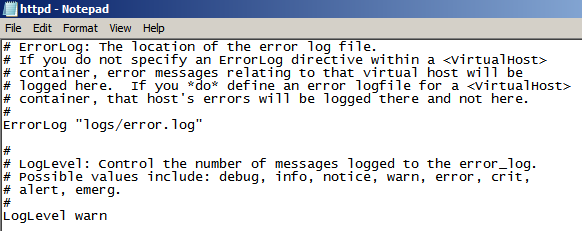 httpd - Notepad
File Edit Format View Help
# ErrorLog: The location of the error log file.
# If you do not specify an ErrorLog directive within a <VirtualHost>
# container, error messages relating to that virtual host will be
# logged here.  If you *do* define an error logfile for a <VirtualHost>
# container, that host's errors will be logged there and not here.
#
ErrorLog "logs/error.log"

#
# LogLevel: Control the number of messages logged to the error_log.
# Possible values include: debug, info, notice, warn, error, crit,
# alert, emerg.
#
LogLevel warn